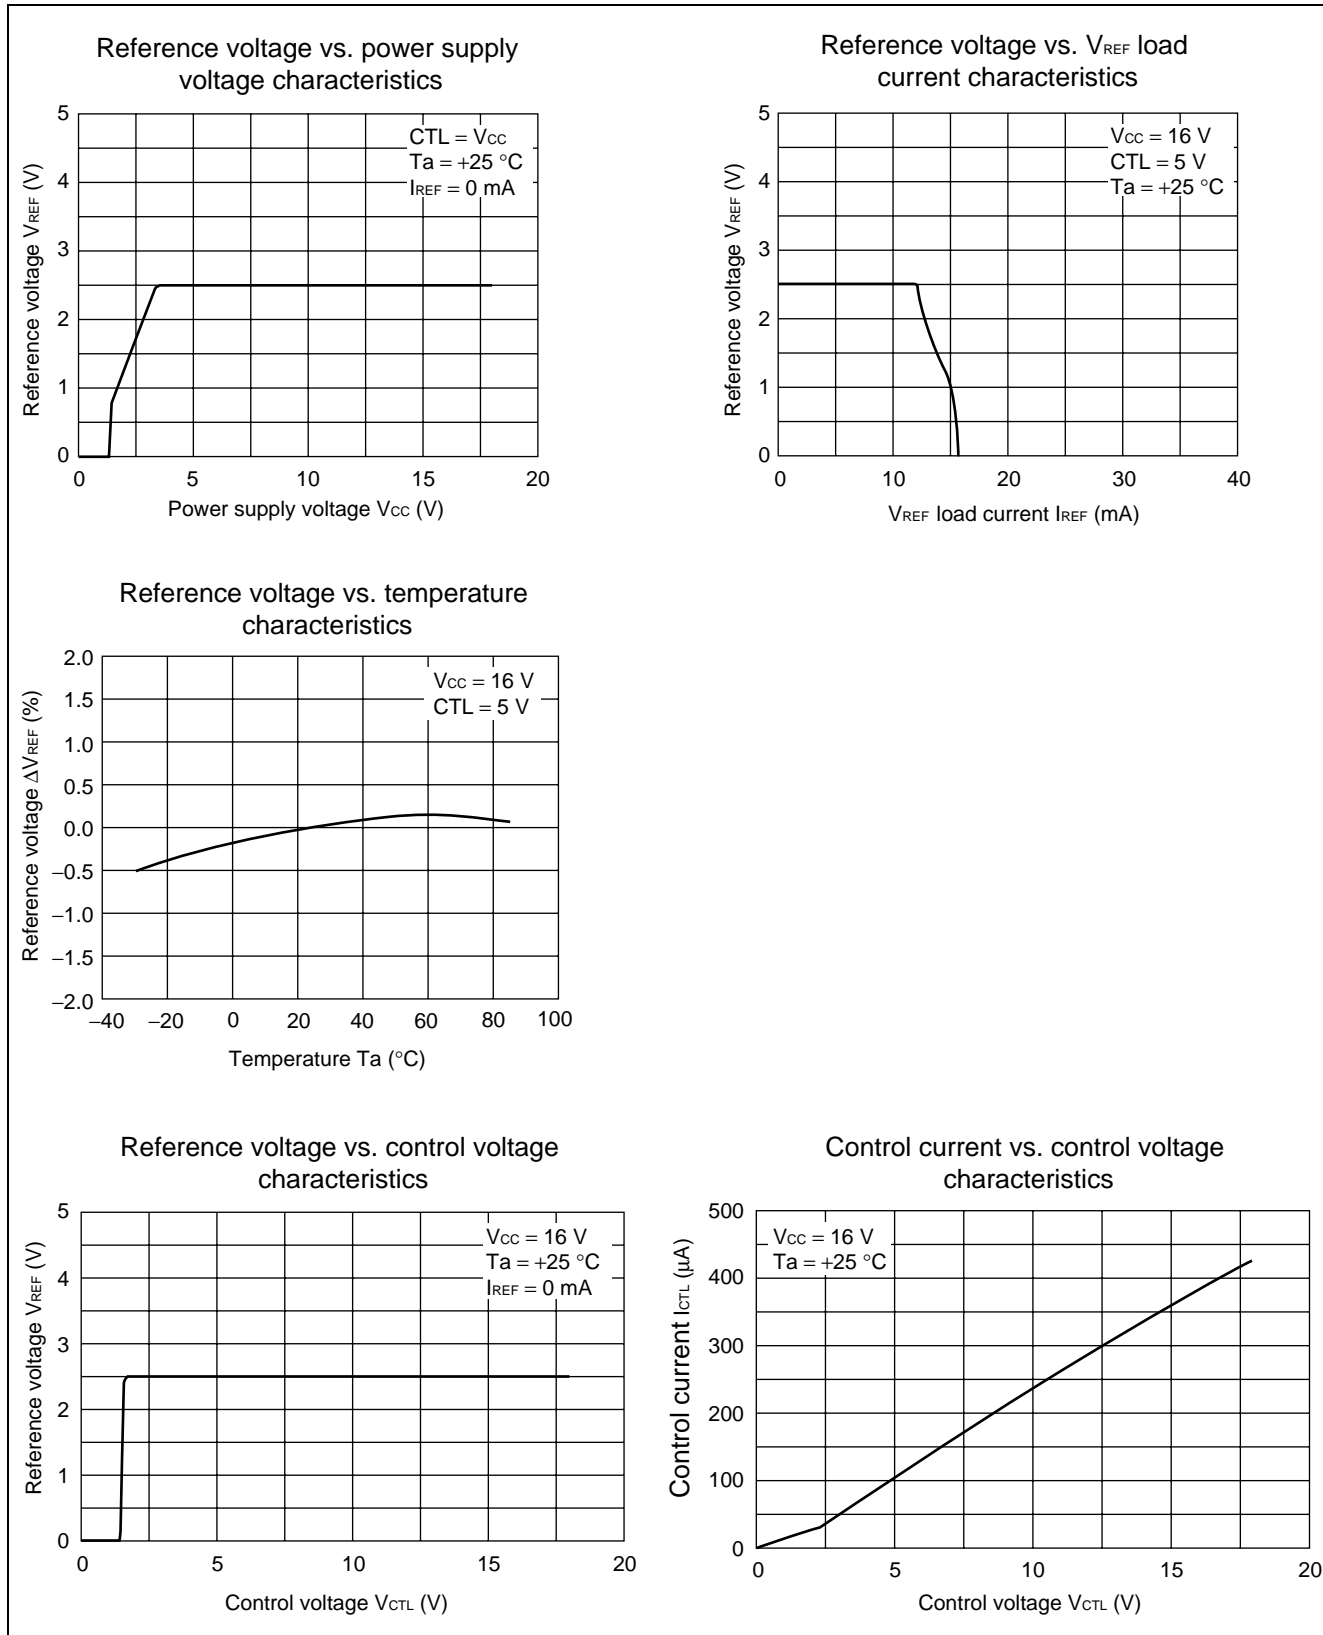 Reference voltage vs. power supply
voltage characteristics
Reference voltage VREF (V)
5
4
3
2
1
0
CTL = VCC
Ta = +25 °C
IREF = 0 mA
0 5 10 15 20
Power supply voltage VCC (V)
Reference voltage vs. VREF load
current characteristics
Reference voltage VREF (V)
5
4
3
2
1
0
VCC = 16 V
CTL = 5 V
Ta = +25 °C
0 10 20 30 40
VREF load current IREF (mA)
Reference voltage vs. temperature
characteristics
Reference voltage ΔVREF (%)
2.0
1.5
1.0
0.5
0.0
−0.5
−1.0
−1.5
−2.0
VCC = 16 V
CTL = 5 V
−40 −20 0 20 40 60 80 100
Temperature Ta (°C)
Reference voltage vs. control voltage
characteristics
Reference voltage VREF (V)
5
4
3
2
1
0
VCC = 16 V
Ta = +25 °C
IREF = 0 mA
0 5 10 15 20
Control voltage VCTL (V)
Control current vs. control voltage
characteristics
Control current ICTL (µA)
500
400
300
200
100
0
VCC = 16 V
Ta = +25 °C
0 5 10 15 20
Control voltage VCTL (V)